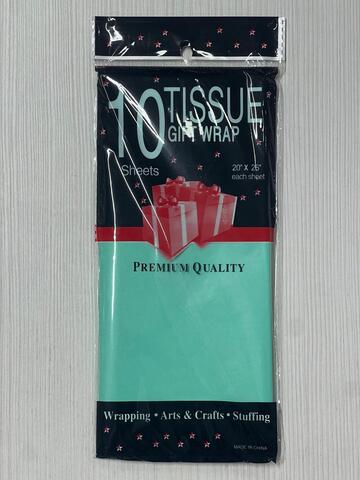 10 TISSUE
GIFT WRAP
Sheets
20" X 26"
each sheet
PREMIUM QUALITY
Wrapping • Arts & Crafts • Stuffing
MADE IN CHINA